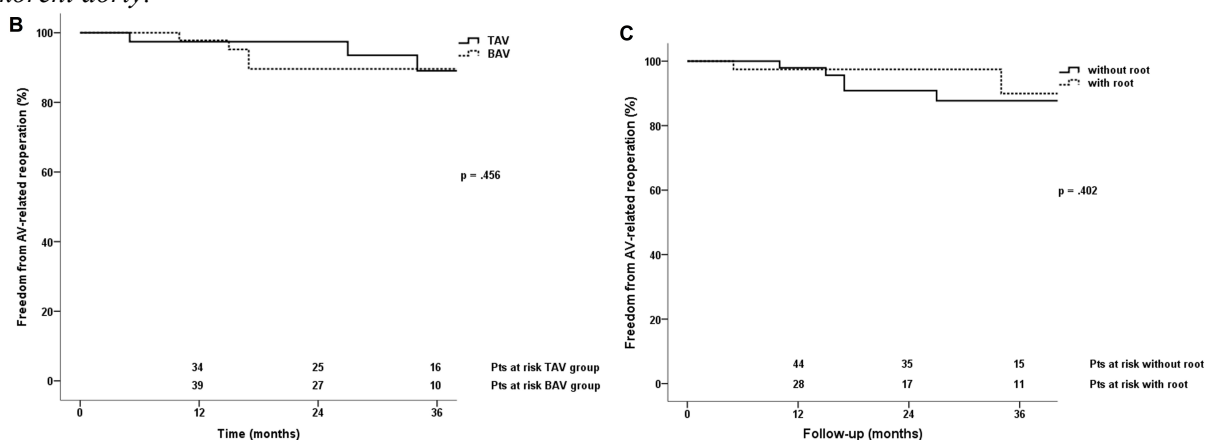 B
TAV
BAV
Freedom from AV-related reoperation (%)
100
80
60
40
20
0
p = .456
34 25 16 Pts at risk TAV group
39 27 10 Pts at risk BAV group
0 12 24 36
Time (months)
C
without root
with root
Freedom from AV-related reoperation (%)
100
80
60
40
20
0
p = .402
44 35 15 Pts at risk without root
28 17 11 Pts at risk with root
0 12 24 36
Follow-up (months)